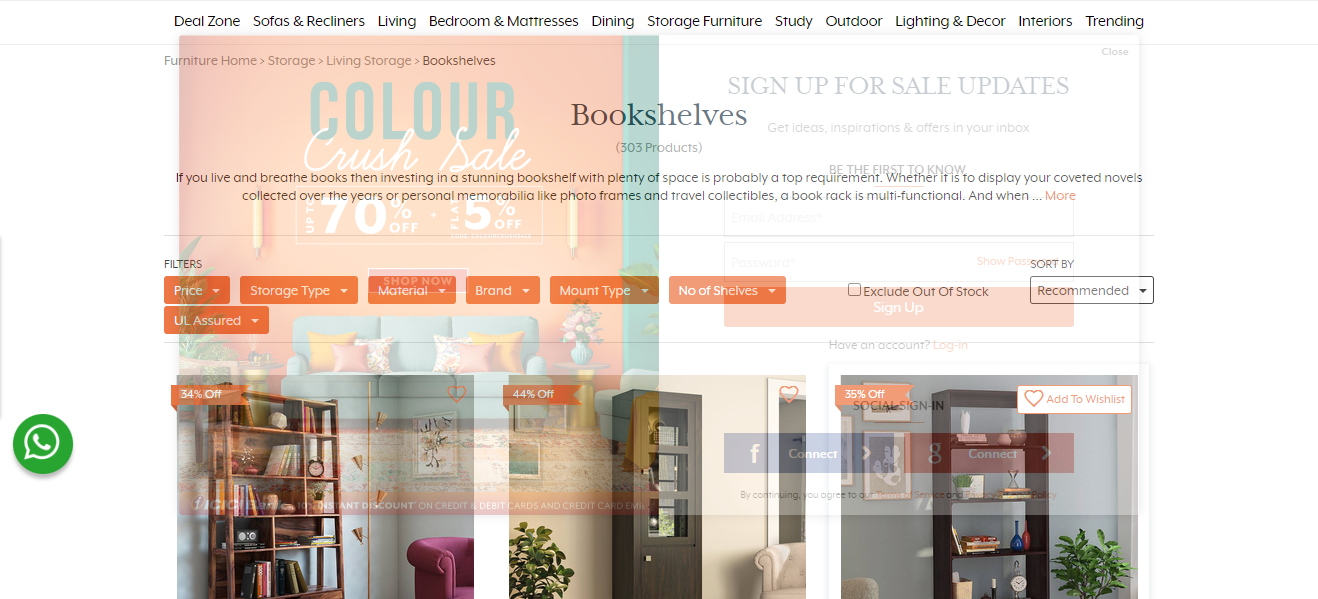 Deal Zone Sofas & Recliners Living Bedroom & Mattresses Dining Storage Furniture Study Outdoor Lighting & Decor Interiors Trending
Close
Furniture Home > Storage > Living Storage > Bookshelves
SIGN UP FOR SALE UPDATES
COLOUR
Crush Sale
Bookshelves
Get ideas, inspirations & offers in your inbox
(303 Products)
BE THE FIRST TO KNOW
If you live and breathe books then investing in a stunning bookshelf with plenty of space is probably a top requirement. Whether it is to display your coveted novels
collected over the years or personal memorabilia like photo frames and travel collectibles, a book rack is multi-functional. And when ... More
UP TO 70% OFF + FLAT 5% OFF
Email Address*
FILTERS
Password* Show
SORT BY
SHOP NOW
Price Storage Type Material Brand Mount Type No of Shelves Exclude Out Of Stock Recommended
Sign Up
UL Assured
Have an account? Log-in
34% Off 44% Off 35% Off Add To Wishlist
SOCIAL SIGN-IN
f Connect g Connect
By continuing, you agree to our Terms of Service and Policy
ICICI INSTANT DISCOUNT* ON CREDIT & DEBIT CARDS AND CREDIT CARD EMI